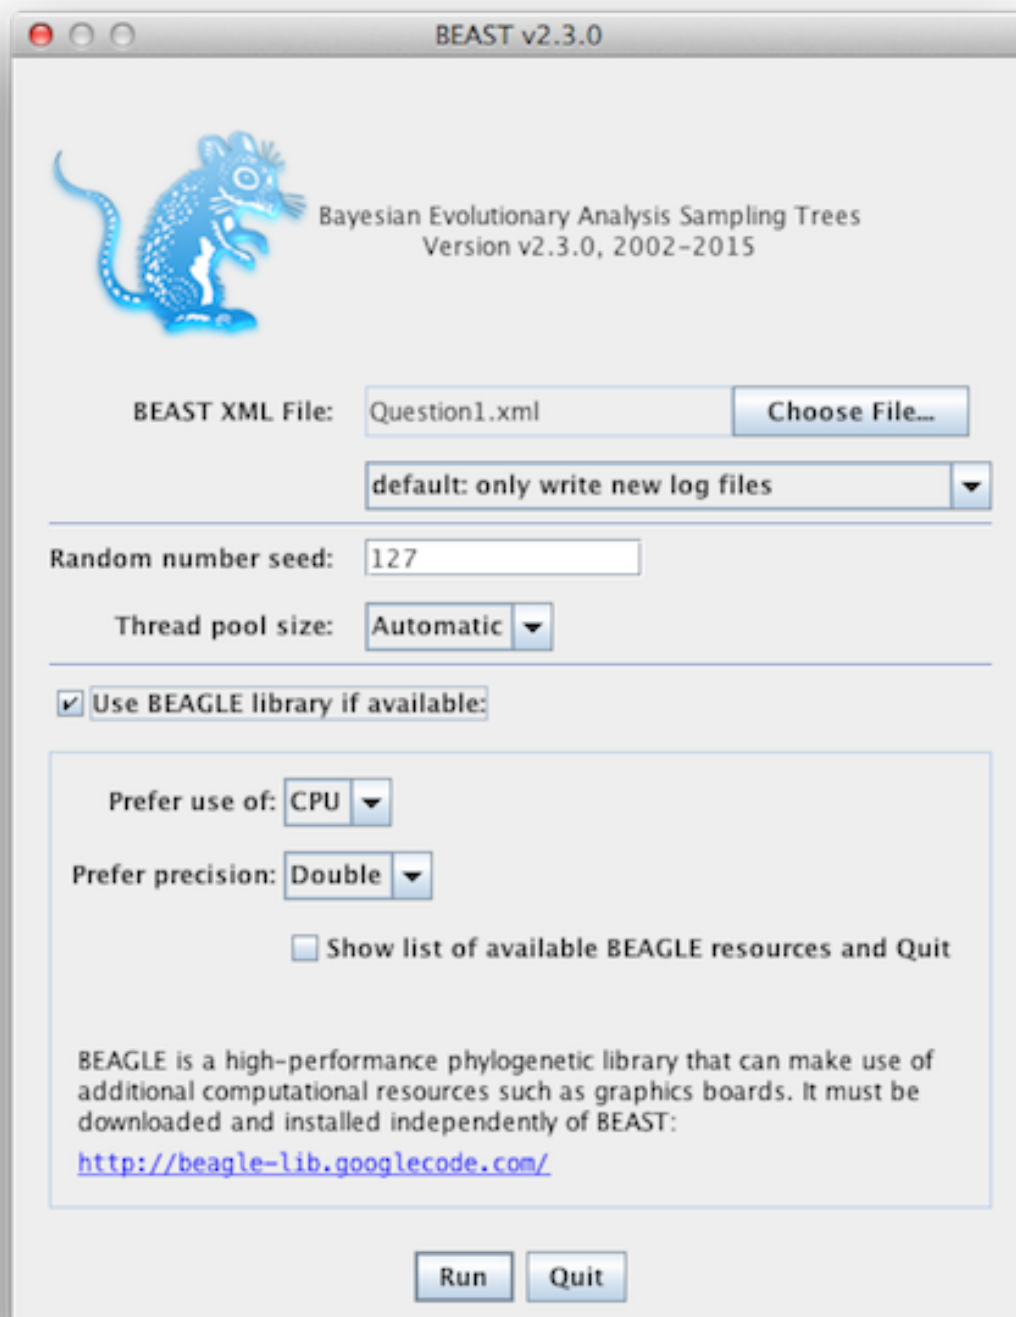 BEAST v2.3.0
Bayesian Evolutionary Analysis Sampling Trees
Version v2.3.0, 2002-2015
BEAST XML File: Question1.xml Choose File...
default: only write new log files
Random number seed: 127
Thread pool size: Automatic
Use BEAGLE library if available:
Prefer use of: CPU
Prefer precision: Double
Show list of available BEAGLE resources and Quit
BEAGLE is a high-performance phylogenetic library that can make use of
additional computational resources such as graphics boards. It must be
downloaded and installed independently of BEAST:
http://beagle-lib.googlecode.com/
Run Quit